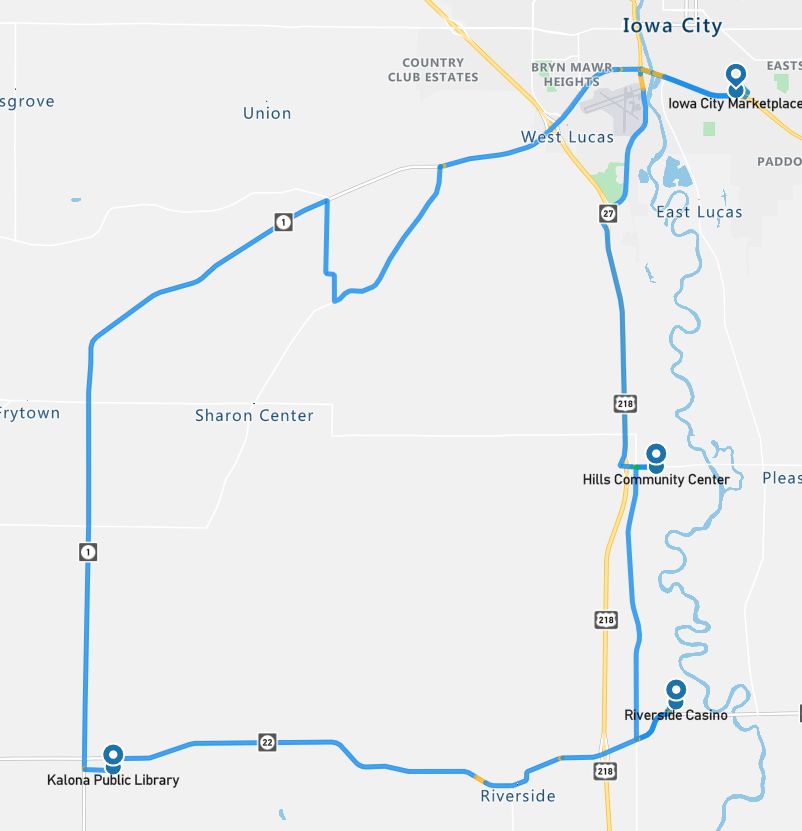 Iowa City
COUNTRY
CLUB ESTATES
BRYN MAWR
HEIGHTS
EASTS
sgrove
Union
Iowa City Marketplace
West Lucas
PADDO
1
27
East Lucas
218
Frytown
Sharon Center
Hills Community Center
Pleas
1
218
Riverside Casino
22
Kalona Public Library
218
Riverside